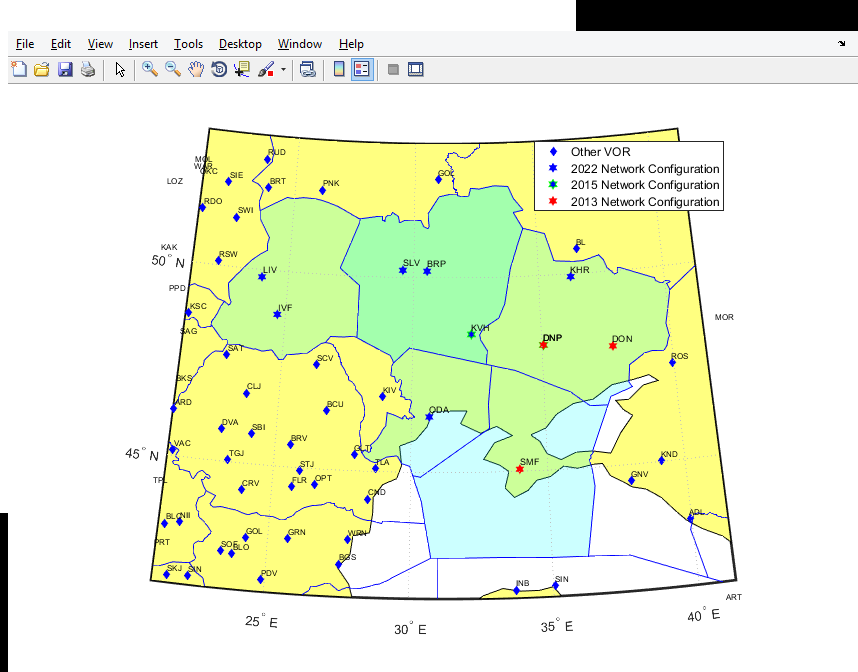 File Edit View Insert Tools Desktop Window Help
Other VOR
2022 Network Configuration
2015 Network Configuration
2013 Network Configuration
MOL
WAR
OKC
RUD
LOZ
SIE
BRT
PNK
GOL
RDO
SWI
KAK
50° N
RSW
LIV
SLV
BRP
BL
KHR
PPD
KSC
IVF
SAG
KVH
DNP
DON
MOR
SAT
SCV
ROS
BKS
CLJ
KIV
ARD
BCU
ODA
DVA
SBI
BRV
VAC
45° N
TGJ
STJ
GLT
TLA
SMF
KND
TPL
CRV
FLR
OPT
CND
GNV
BLC
NII
ADL
PRT
GOL
GRN
WRN
SOF
BLO
BGS
SKJ
SIN
PDV
INB
SIN
ART
25° E
30° E
35° E
40° E